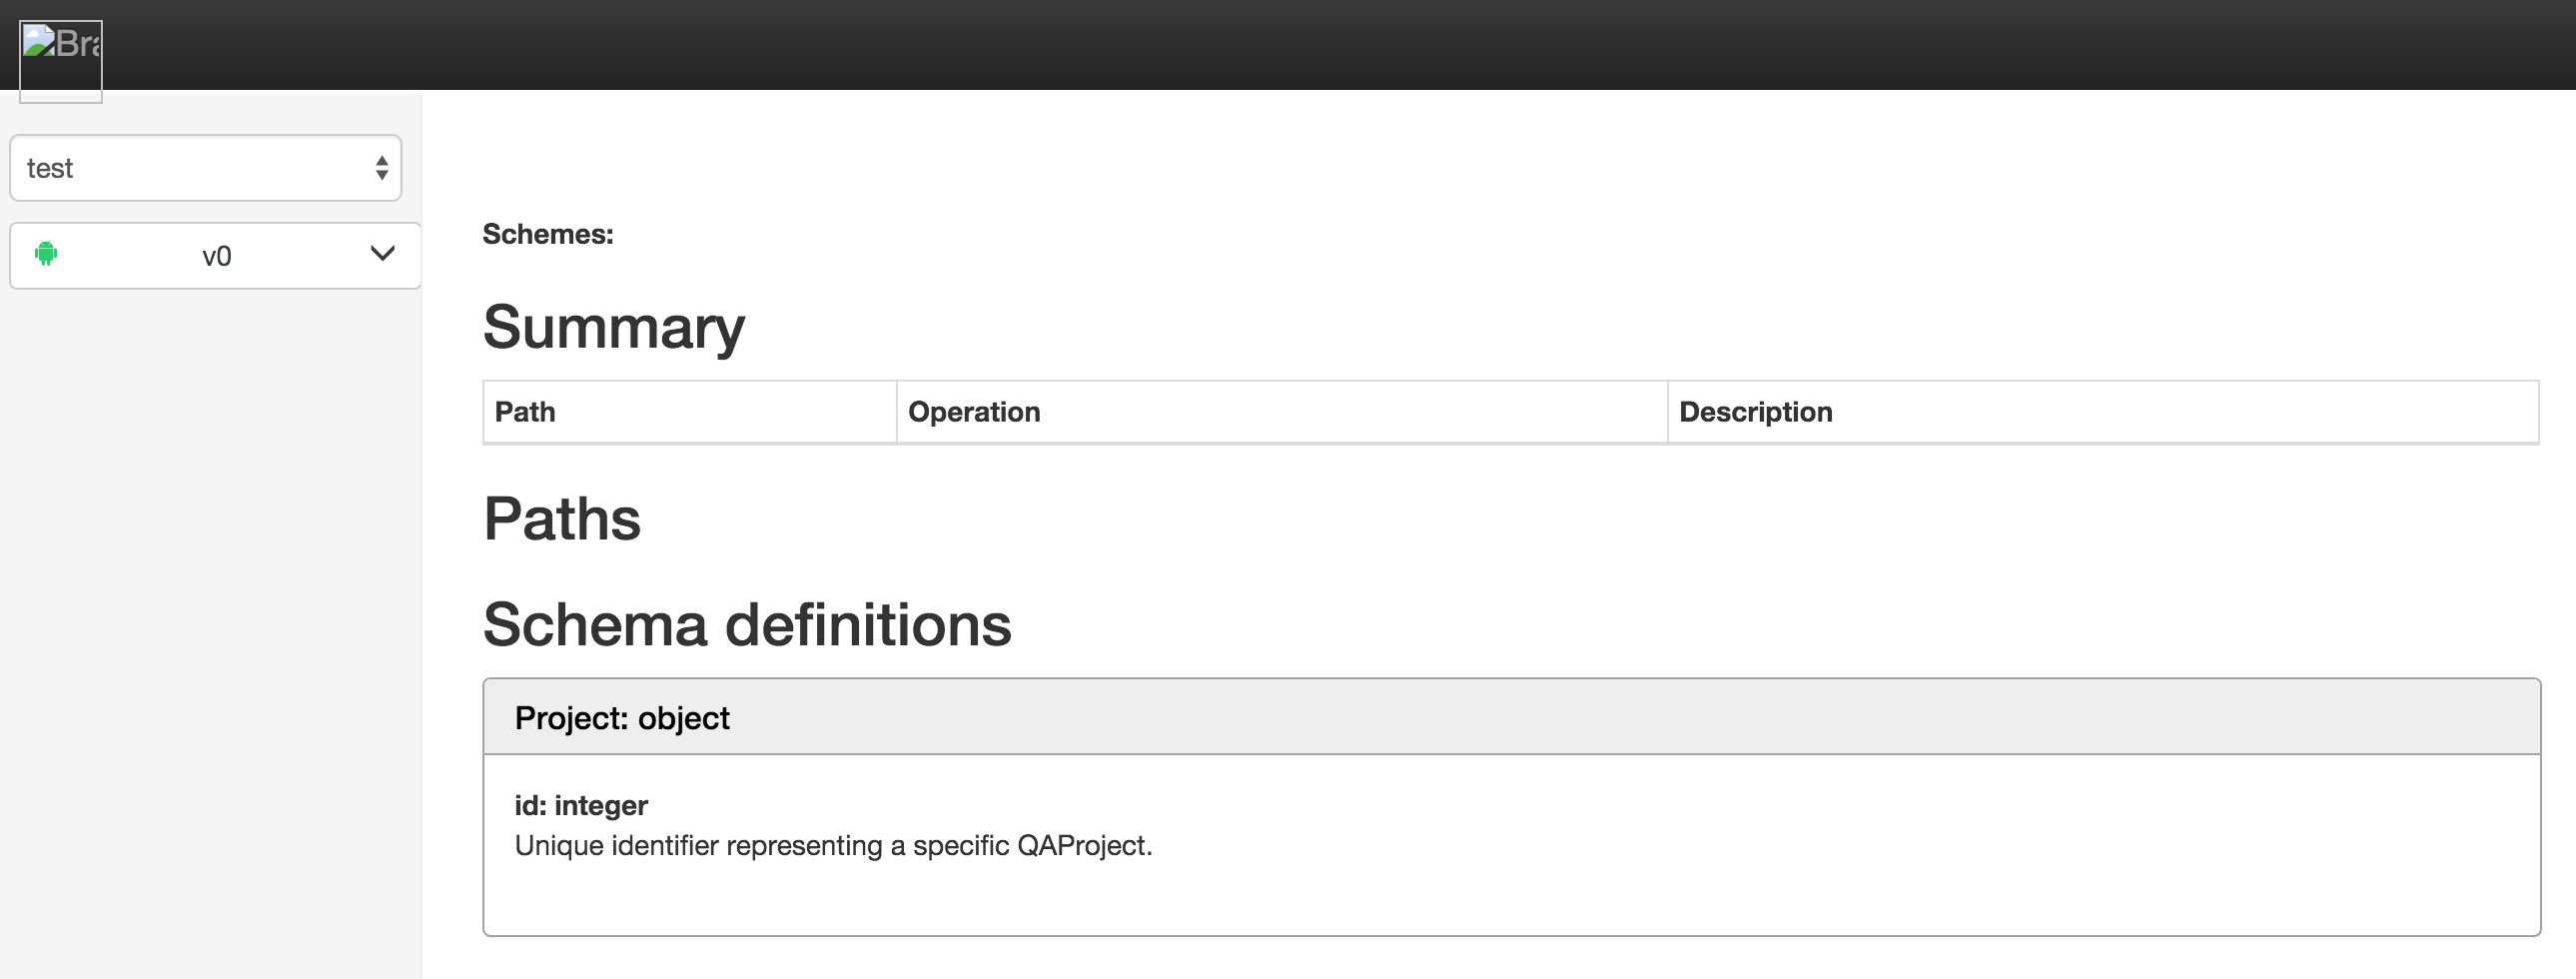 test
v0
Schemes:
Summary
Path Operation Description
Paths
Schema definitions
Project: object
id: integer
Unique identifier representing a specific QAProject.